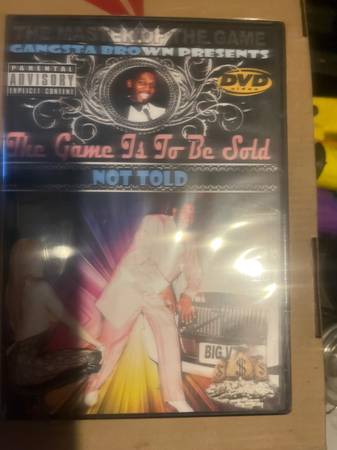 THE MASTER OF THE GAME
GANGSTA BROWN PRESENTS
PARENTAL
ADVISORY
EXPLICIT CONTENT
DVD
VIDEO
The Game Is To Be Sold
NOT TOLD
BIG
$ $ $